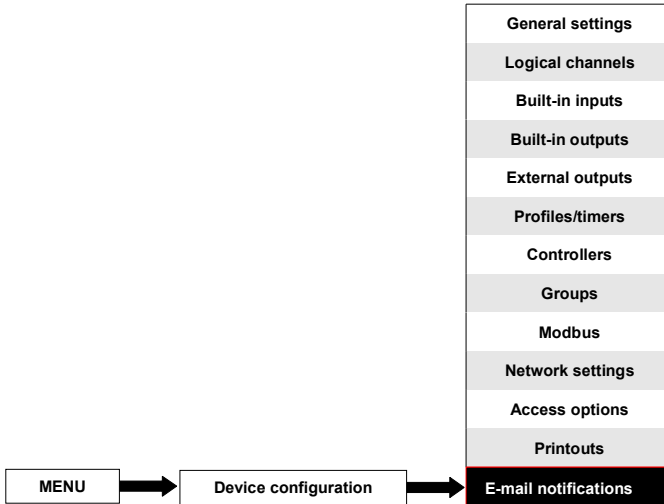 General settings
Logical channels
Built-in inputs
Built-in outputs
External outputs
Profiles/timers
Controllers
Groups
Modbus
Network settings
Access options
Printouts
MENU
Device configuration
E-mail notifications